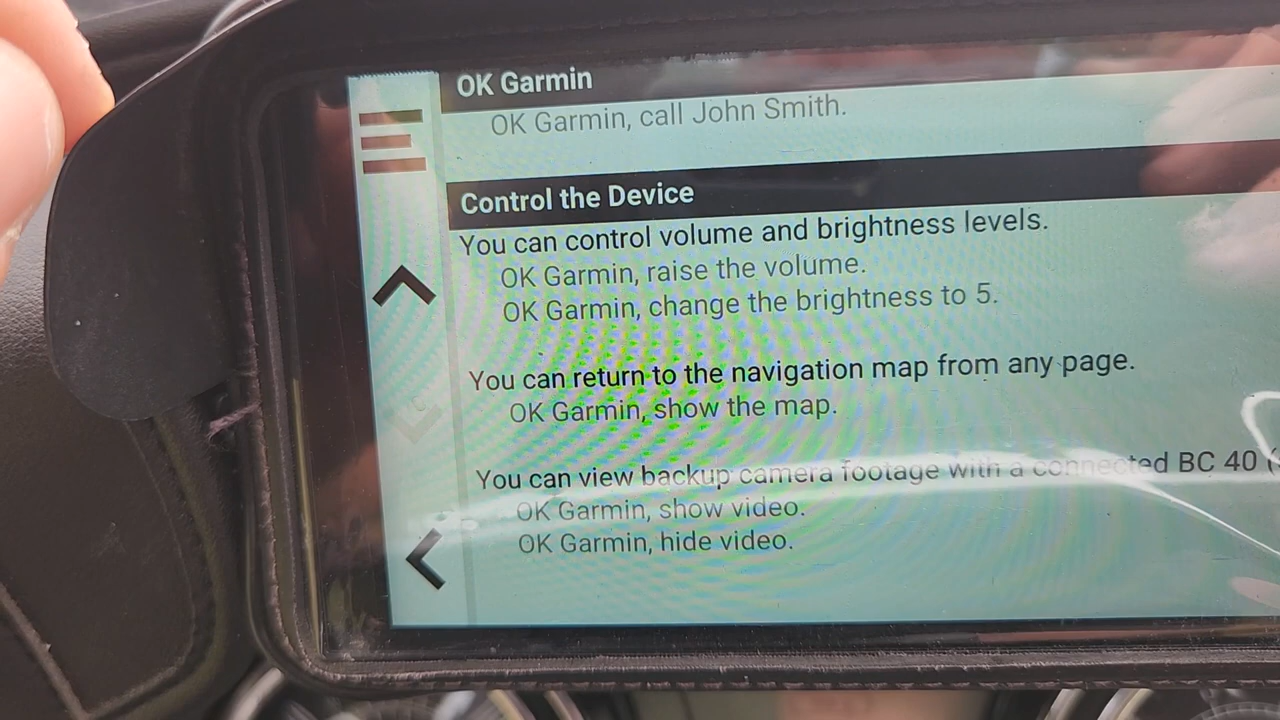 OK Garmin
OK Garmin, call John Smith.
Control the Device
You can control volume and brightness levels.
OK Garmin, raise the volume.
OK Garmin, change the brightness to 5.
You can return to the navigation map from any page.
OK Garmin, show the map.
You can view backup camera footage with a connected BC 40 (
OK Garmin, show video.
OK Garmin, hide video.